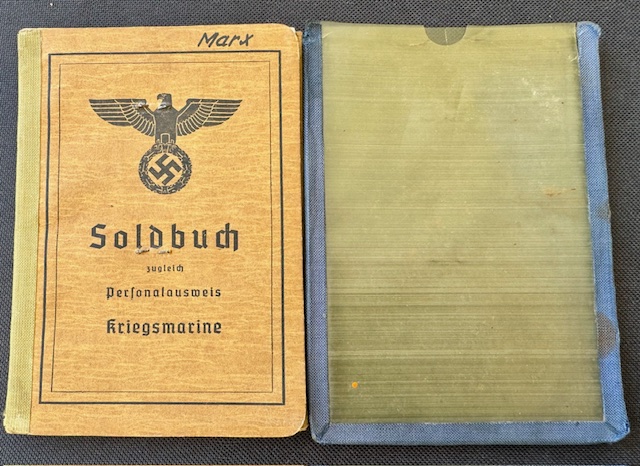 Marx
Soldbuch
zugleich
Personalausweis
Kriegsmarine